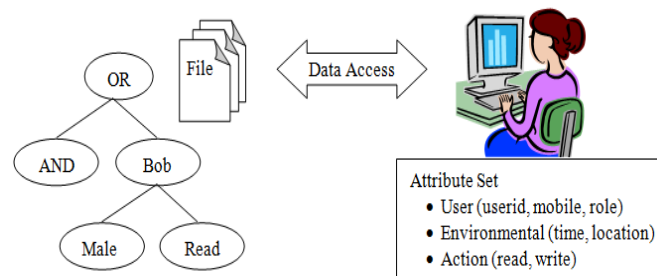 File
OR
Data Access
AND
Bob
Male
Read
Attribute Set
• User (userid, mobile, role)
• Environmental (time, location)
• Action (read, write)